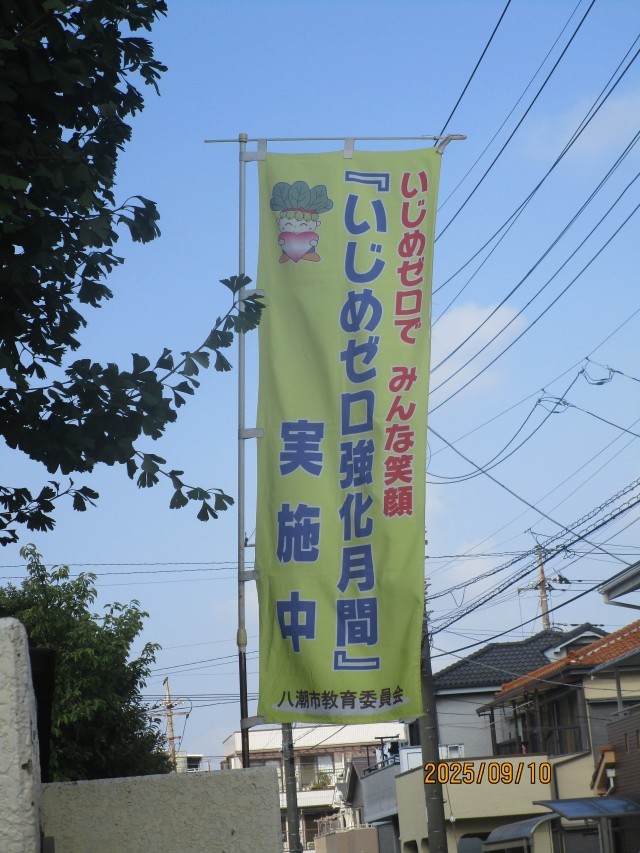 いじめゼロで みんな笑顔
『いじめゼロ強化月間』
実施中
八潮市教育委員会
2025/09/10